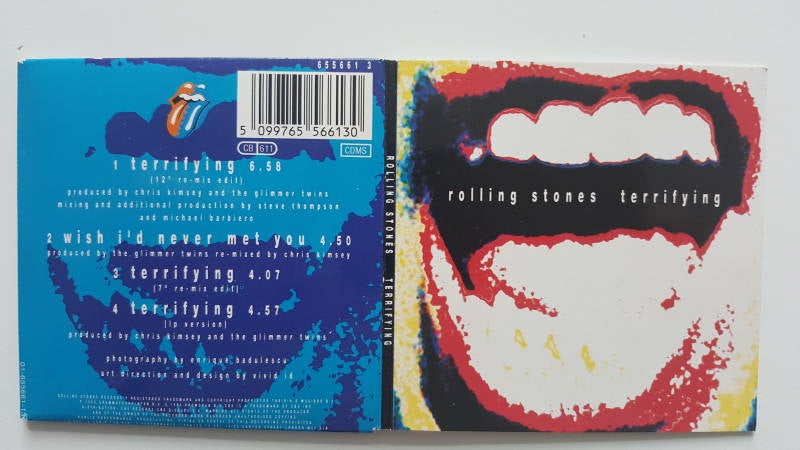 655661 3
5 099765 566130
CB 611
CDMS
1 terrifying 6.58
(12" re-mix edit)
produced by chris kimsey and the glimmer twins
mixing and additional production by steve thompson
and michael barbiero
2 wish i'd never met you 4.50
produced by the glimmer twins re-mixed by chris kimsey
3 terrifying 4.07
(7" re-mix edit)
4 terrifying 4.57
(lp version)
produced by chris kimsey and the glimmer twins
photography by enrique badulescu
art direction and design by vivid id
01-655661-13
ROLLING STONES TERRIFYING
rolling stones terrifying